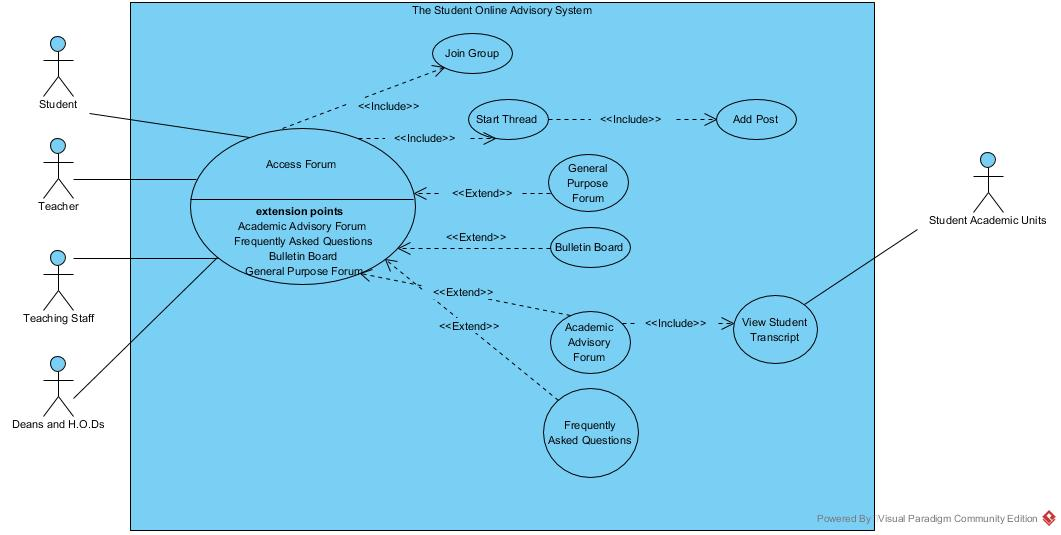 The Student Online Advisory System
Student
Teacher
Teaching Staff
Deans and H.O.Ds
Join Group
<<Include>>
Start Thread
<<Include>>
Add Post
<<Include>>
Access Forum
extension points
Academic Advisory Forum
Frequently Asked Questions
Bulletin Board
General Purpose Forum
General
Purpose
Forum
<<Extend>>
Bulletin Board
<<Extend>>
<<Extend>>
<<Extend>>
Academic
Advisory
Forum
<<Include>>
View Student
Transcript
Student Academic Units
Frequently
Asked Questions
Powered By Visual Paradigm Community Edition